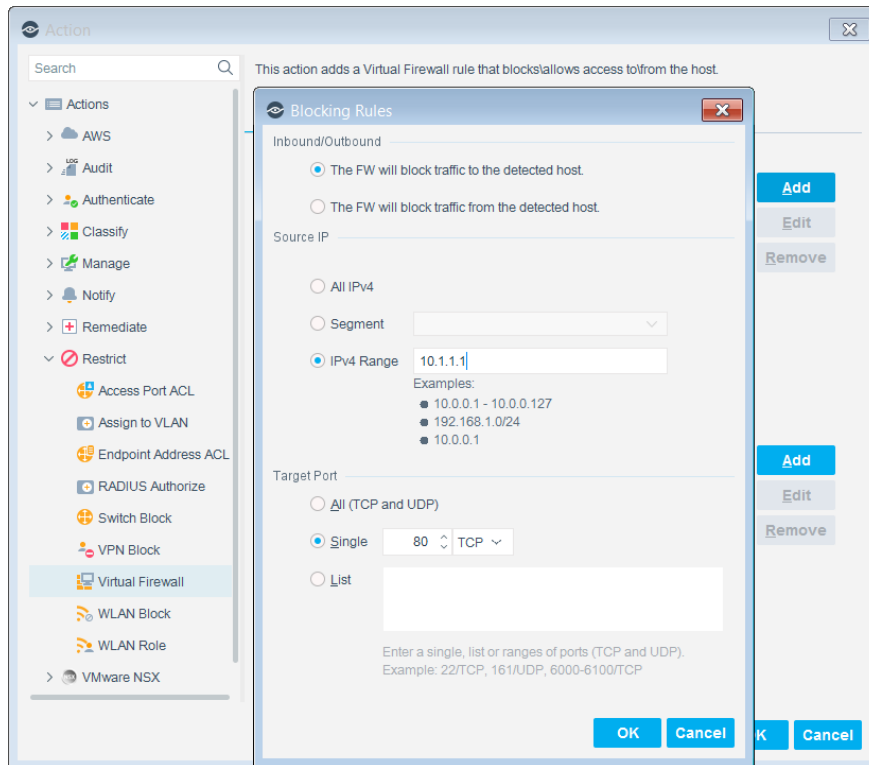 Action
Search
This action adds a Virtual Firewall rule that blocks\allows access to\from the host.
Actions
AWS
LOG
Audit
Authenticate
Classify
Manage
Notify
Remediate
Restrict
Access Port ACL
Assign to VLAN
Endpoint Address ACL
RADIUS Authorize
Switch Block
VPN Block
Virtual Firewall
WLAN Block
WLAN Role
VMware NSX
Blocking Rules
Inbound/Outbound
The FW will block traffic to the detected host.
The FW will block traffic from the detected host.
Source IP
All IPv4
Segment
IPv4 Range 10.1.1.1
Examples:
10.0.0.1 - 10.0.0.127
192.168.1.0/24
10.0.0.1
Target Port
All (TCP and UDP)
Single 80 TCP
List
Enter a single, list or ranges of ports (TCP and UDP).
Example: 22/TCP, 161/UDP, 6000-6100/TCP
OK Cancel
Add
Edit
Remove
Add
Edit
Remove
K Cancel